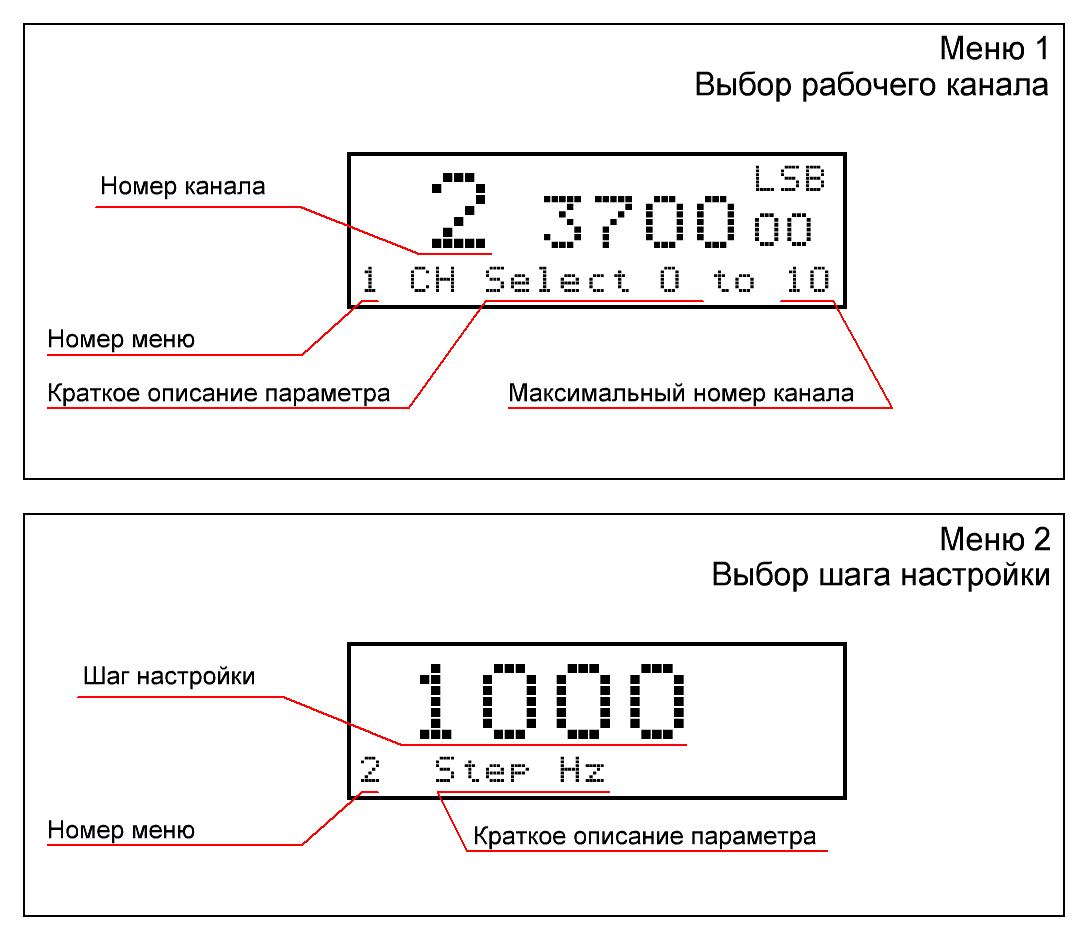 Меню 1
Выбор рабочего канала
Номер канала
LSB
2 3700 00
1 CH Select 0 to 10
Номер меню
Краткое описание параметра
Максимальный номер канала
Меню 2
Выбор шага настройки
Шаг настройки
1000
2 Step Hz
Номер меню
Краткое описание параметра